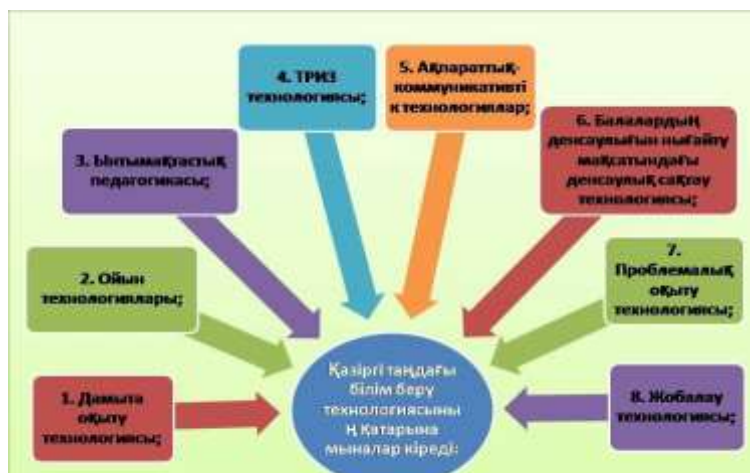 1. Дамыта
оқыту
технологиясы;
2. Ойын
технологиялары;
3. Ынтымақтастық
педагогикасы;
4. ТРИЗ
технологиясы;
5. Ақпараттық-
коммуникативті
к технологиялар;
6. Балалардың
денсаулығын нығайту
мақсатындағы
денсаулық сақтау
технологиясы;
7.
Проблемалық
оқыту
технологиясы;
8. Жобалау
технологиясы;
Қазіргі таңдағы
білім беру
технологиясыны
ң қатарына
мыналар кіреді: